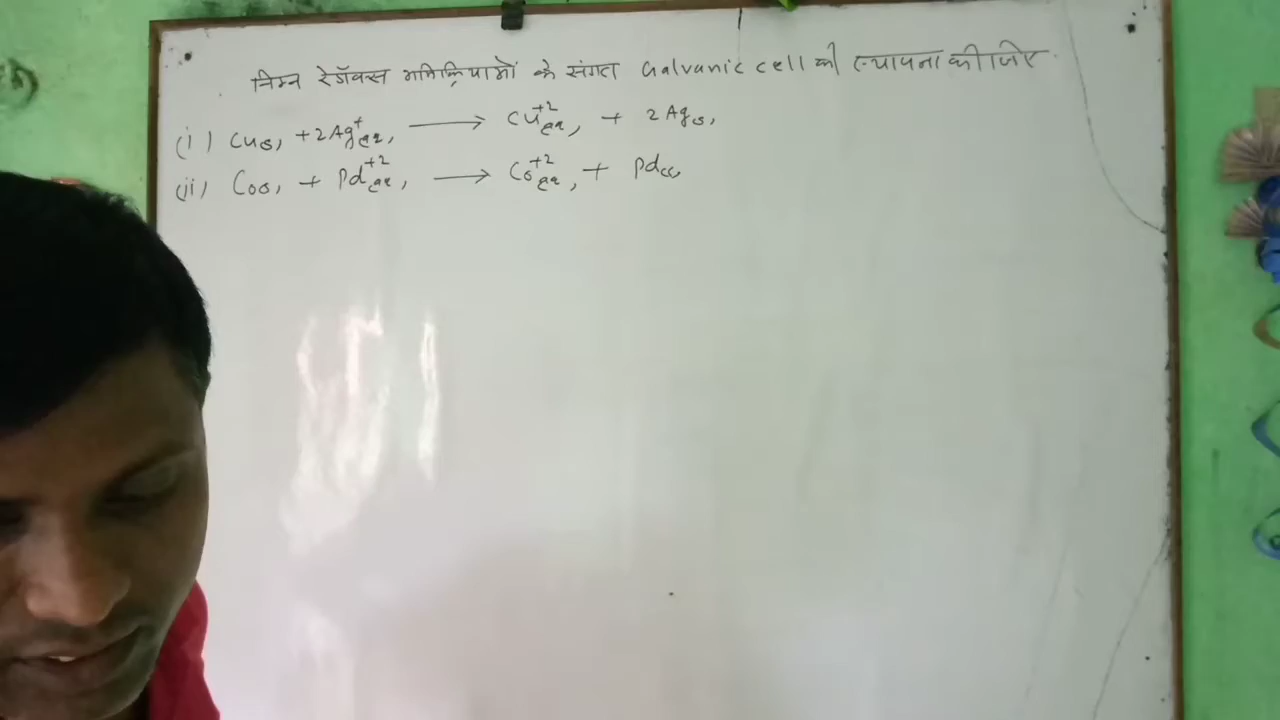 निम्न रेडॉक्स अभिक्रियाओं के संगत Galvanic cell की स्थापना कीजिए
(i) Cu(s) + 2Ag⁺(aq) ⟶ Cu⁺²(aq) + 2Ag(s)
(ii) Co(s) + Pd⁺²(aq) ⟶ Co⁺²(aq) + Pd(s)